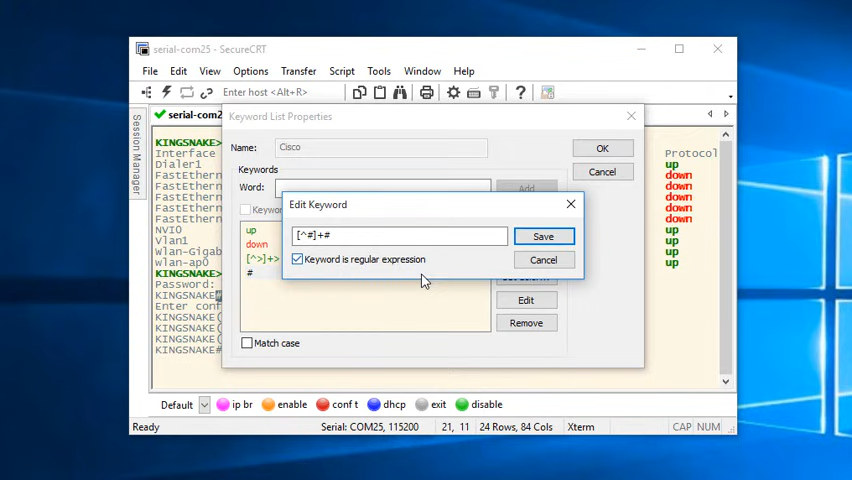 serial-com25 - SecureCRT
File Edit View Options Transfer Script Tools Window Help
Enter host <Alt+R>
serial-com2
Session Manager
Keyword List Properties
Name: Cisco
OK
Cancel
Keywords
Word:
Add
Edit Keyword
[^#]+#
Save
Keyword is regular expression
Cancel
up
down
[^>]+>
#
Edit
Remove
Match case
KINGSNAKE>
Interface
Dialer1
FastEthern
FastEthern
FastEthern
FastEthern
NVI0
Vlan1
Wlan-Gigab
wlan-ap0
KINGSNAKE>
Password:
KINGSNAKE#
Enter conf
KINGSNAKE(
KINGSNAKE(
KINGSNAKE(
KINGSNAKE#
Protocol
up
down
down
down
down
up
up
up
up
Default ip br enable conf t dhcp exit disable
Ready Serial: COM25, 115200 21, 11 24 Rows, 84 Cols Xterm CAP NUM